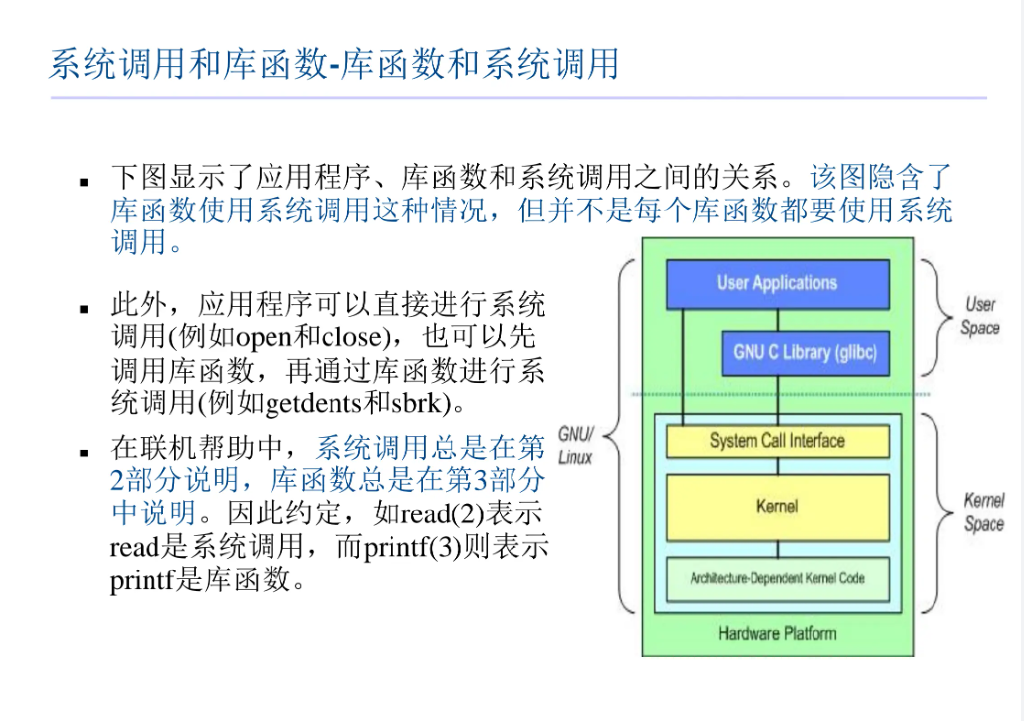 系统调用和库函数-库函数和系统调用
下图显示了应用程序、库函数和系统调用之间的关系。该图隐含了
库函数使用系统调用这种情况，但并不是每个库函数都要使用系统
调用。
此外，应用程序可以直接进行系统
调用(例如open和close)，也可以先
调用库函数，再通过库函数进行系
统调用(例如getdents和sbrk)。
在联机帮助中，系统调用总是在第
2部分说明，库函数总是在第3部分
中说明。因此约定，如read(2)表示
read是系统调用，而printf(3)则表示
printf是库函数。
User Applications
GNU C Library (glibc)
User
Space
GNU/
Linux
System Call Interface
Kernel
Architecture-Dependent Kernel Code
Kernel
Space
Hardware Platform